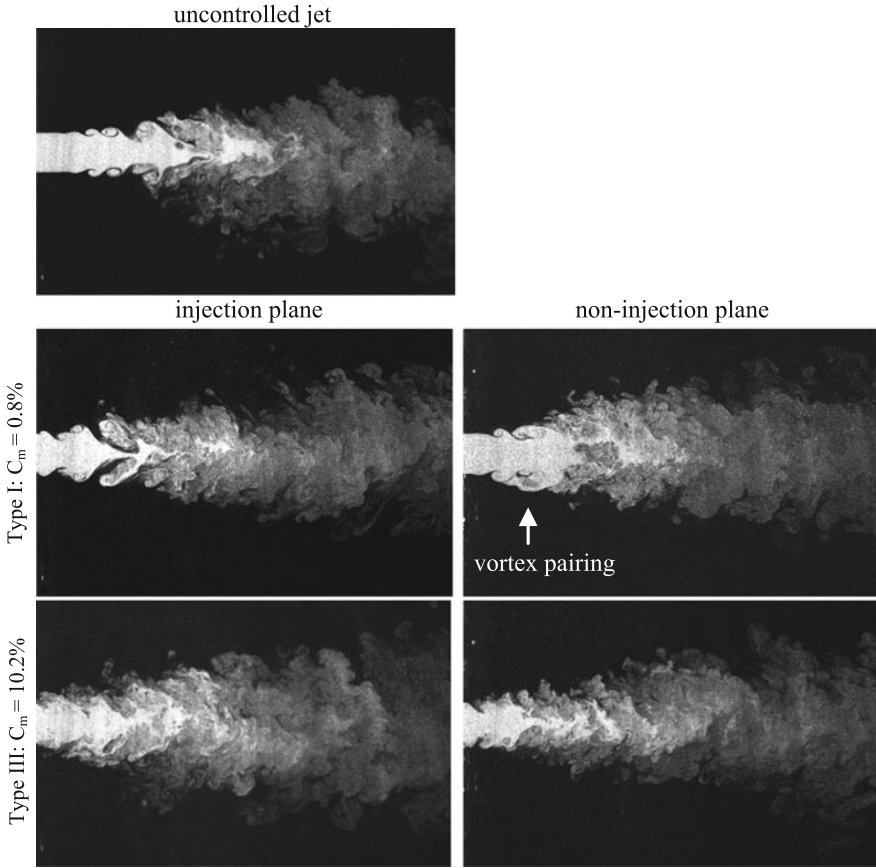 uncontrolled jet
injection plane
non-injection plane
Type I: Cm = 0.8%
vortex pairing
Type III: Cm = 10.2%